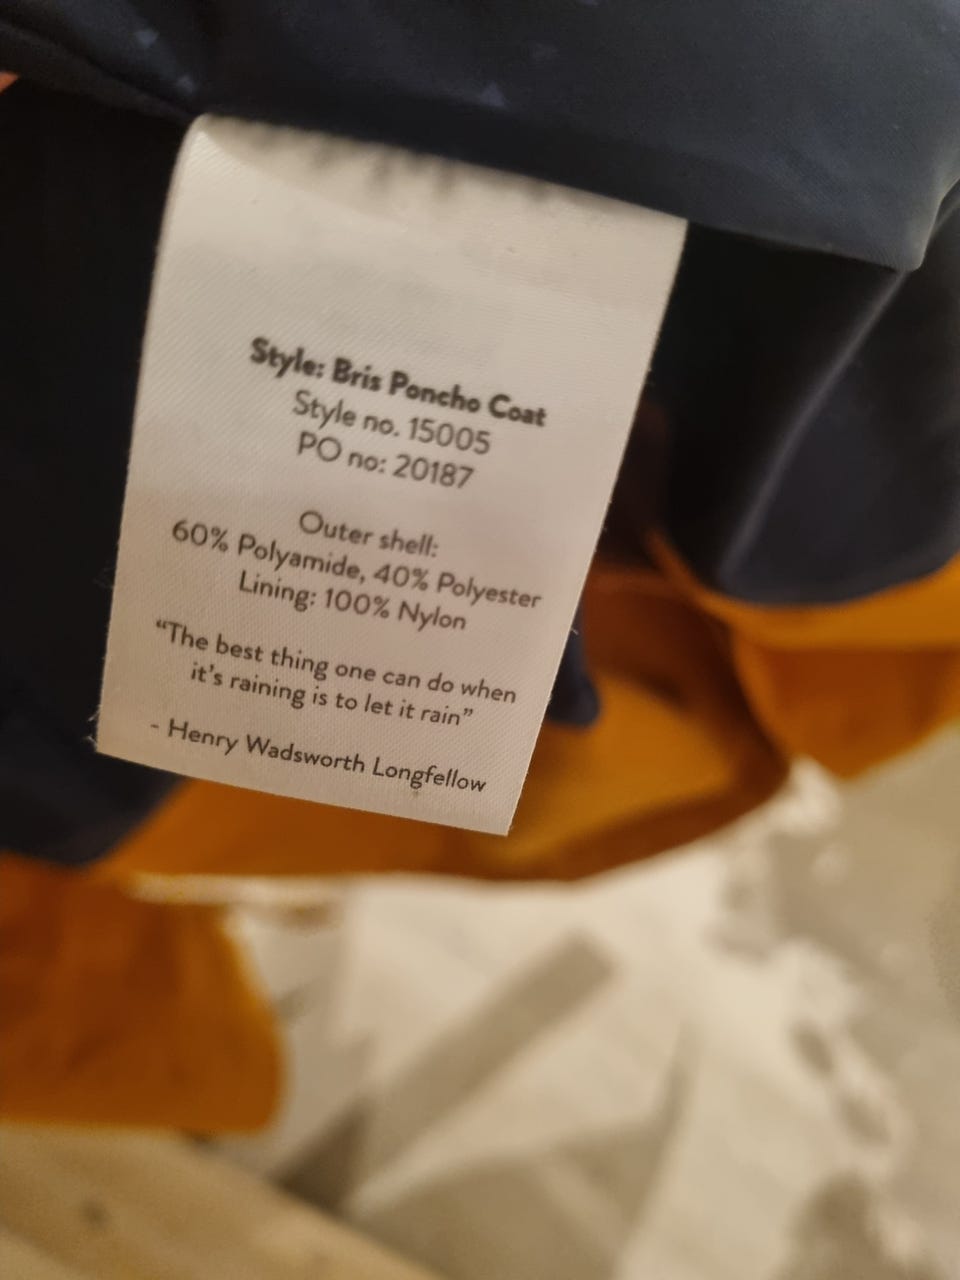 Style: Bris Poncho Coat
Style no. 15005
PO no: 20187
Outer shell:
60% Polyamide, 40% Polyester
Lining: 100% Nylon
“The best thing one can do when
it's raining is to let it rain”
- Henry Wadsworth Longfellow